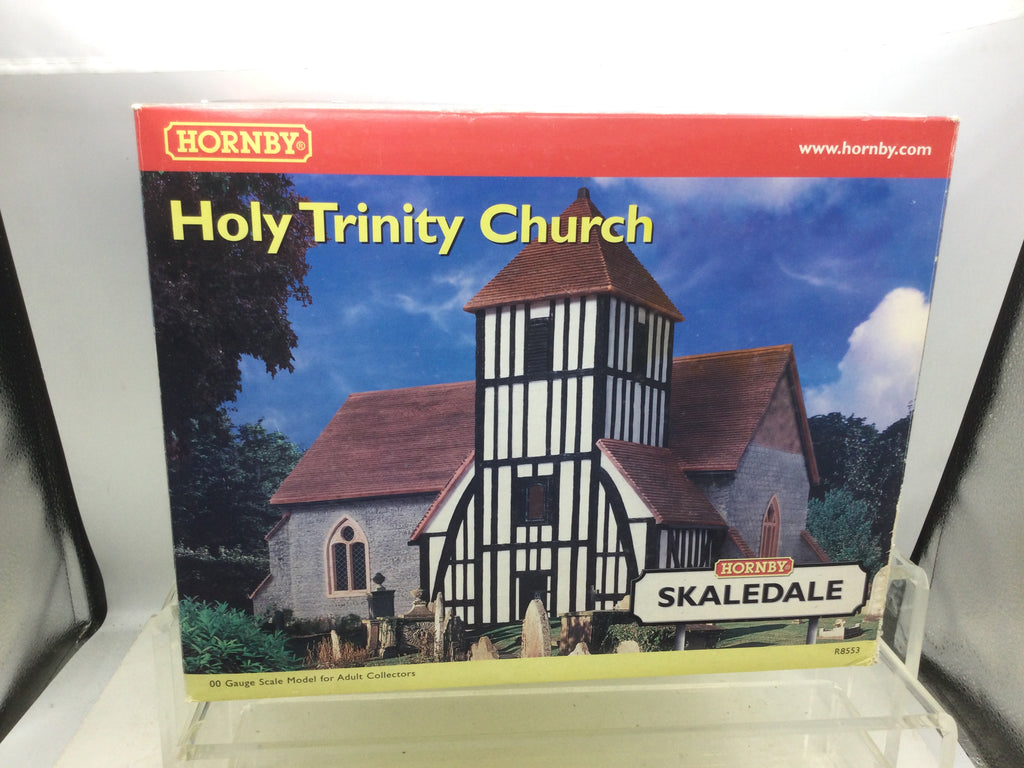 HORNBY®
www.hornby.com
Holy Trinity Church
HORNBY
SKALEDALE
R8553
00 Gauge Scale Model for Adult Collectors